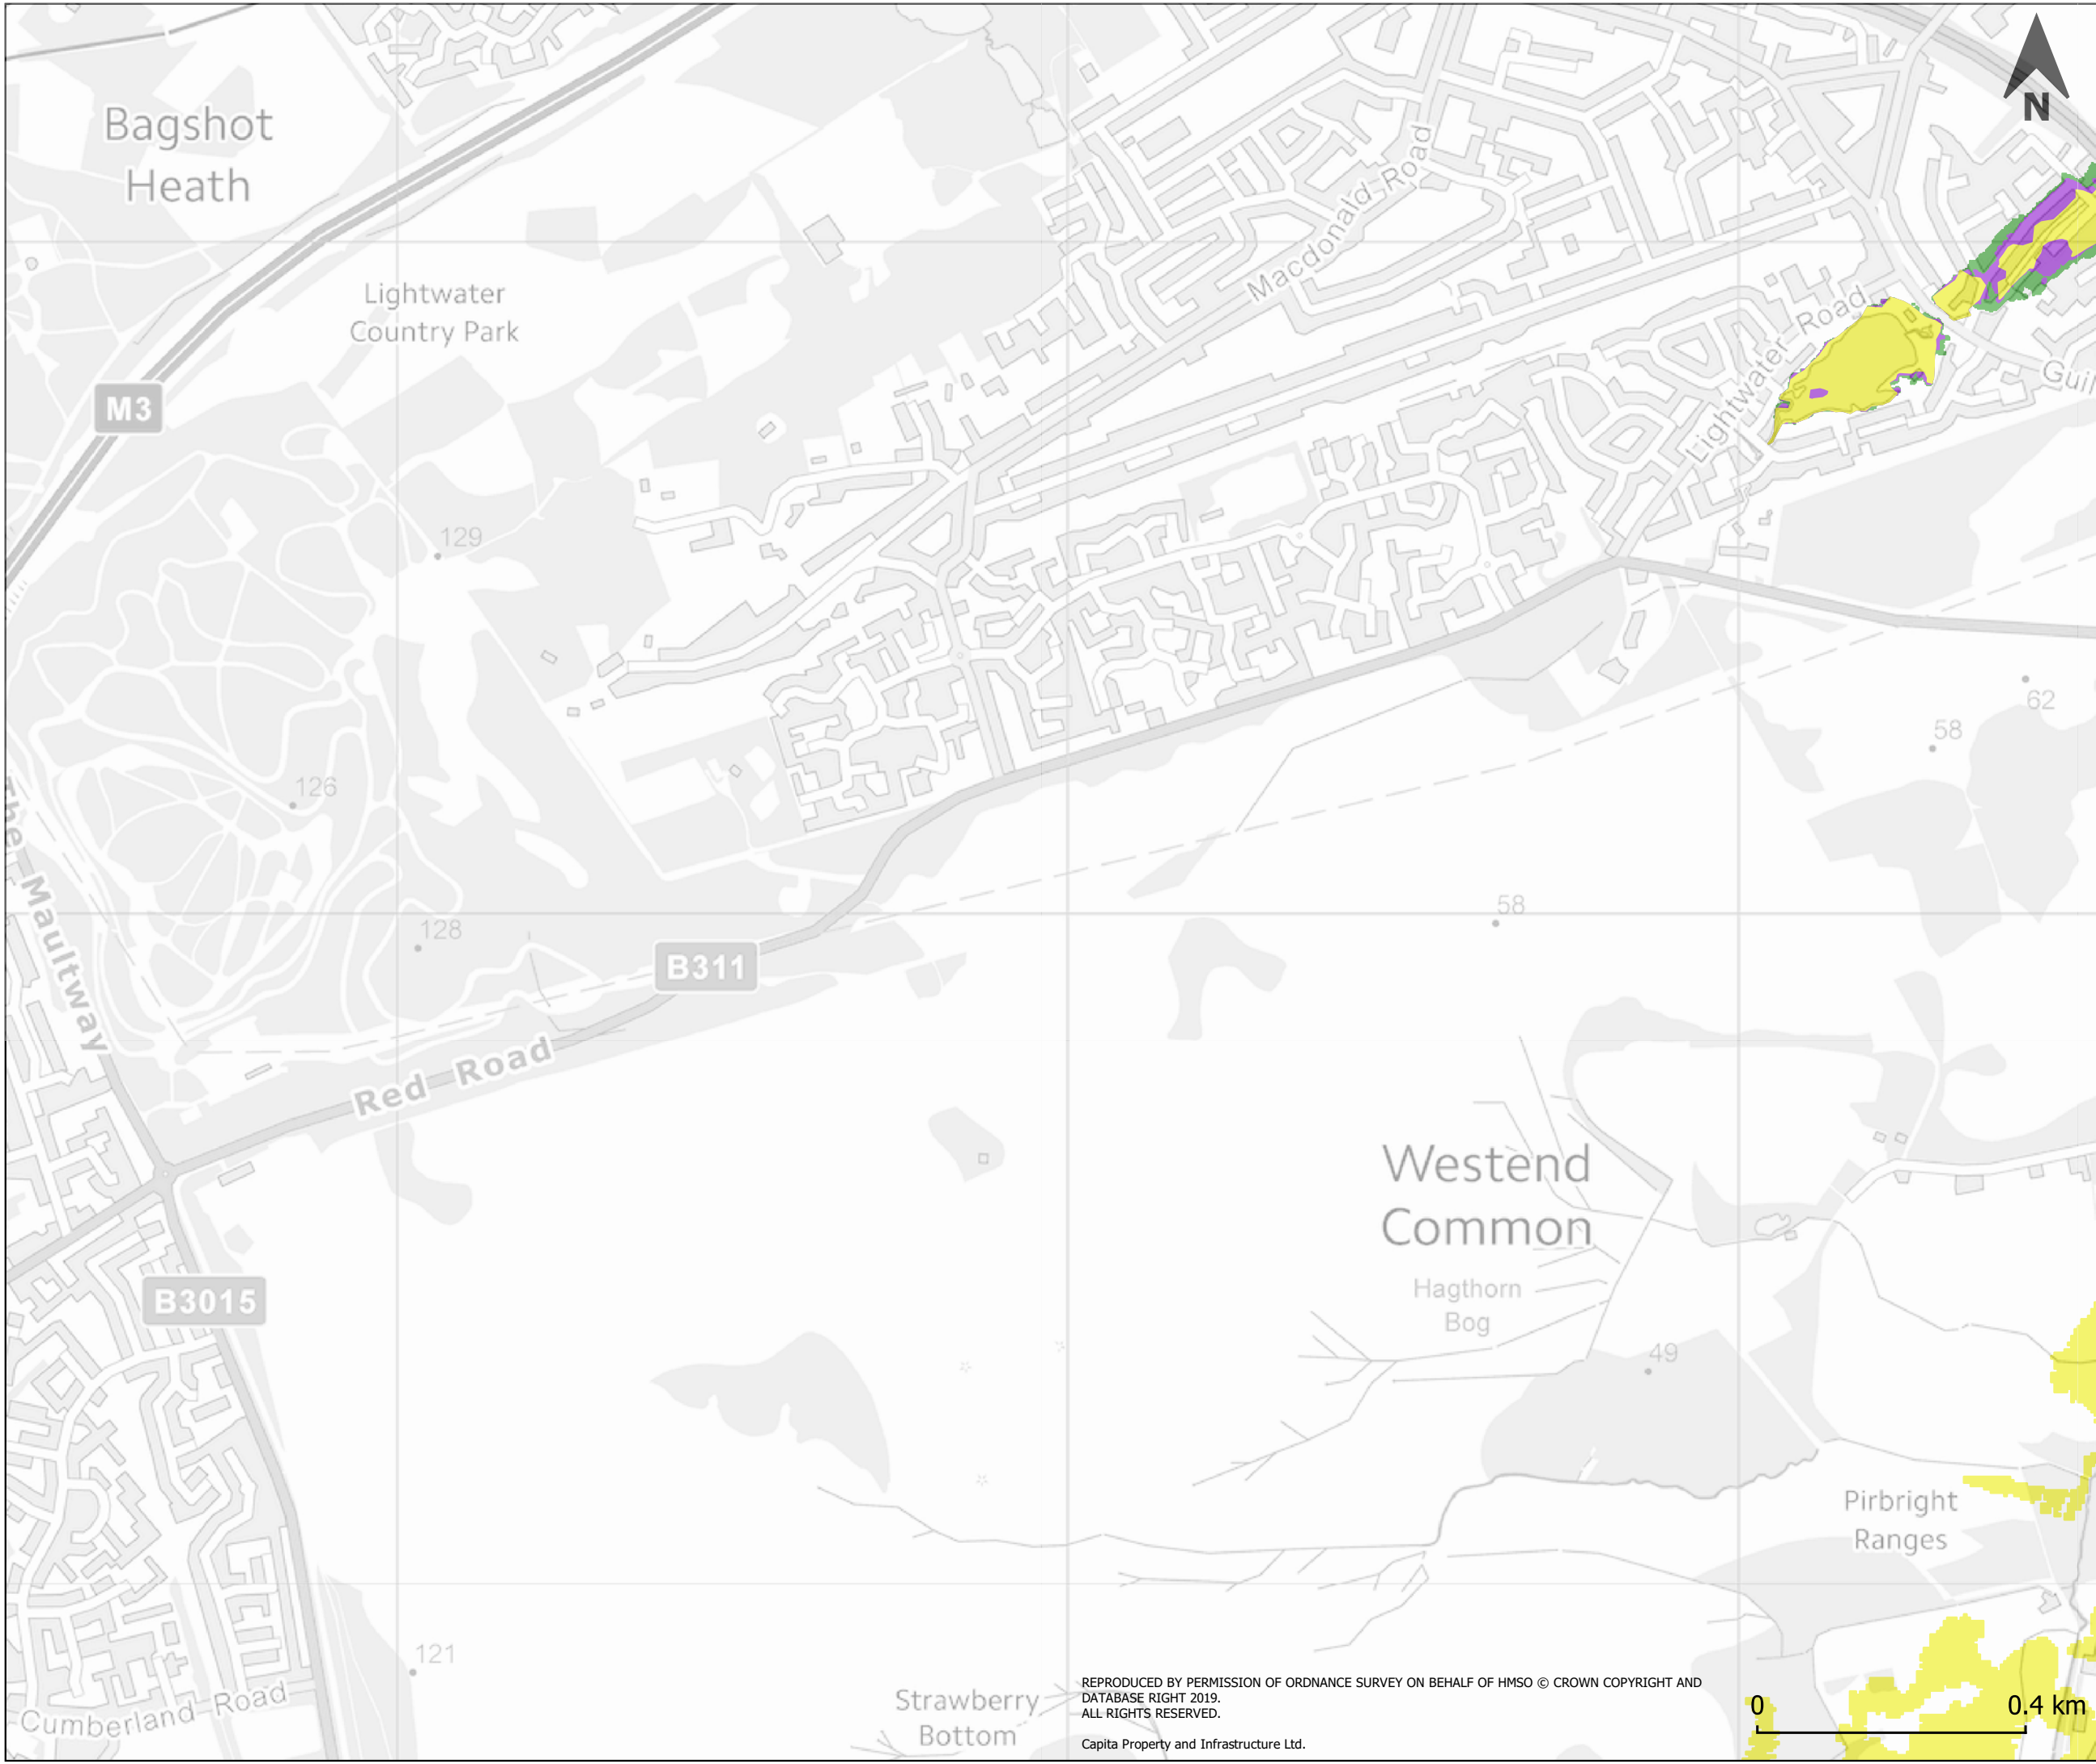 N
Bagshot
Heath
Macdonald Road
Lightwater
Country Park
Lightwater Road
M3
129
62
58
126
The Maultway
58
128
B311
Red Road
Westend
Common
B3015
Hagthorn
Bog
49
Pirbright
Ranges
121
Strawberry
Bottom
Cumberland Road
REPRODUCED BY PERMISSION OF ORDNANCE SURVEY ON BEHALF OF HMSO © CROWN COPYRIGHT AND
DATABASE RIGHT 2019.
ALL RIGHTS RESERVED.
Capita Property and Infrastructure Ltd.
0 0.4 km